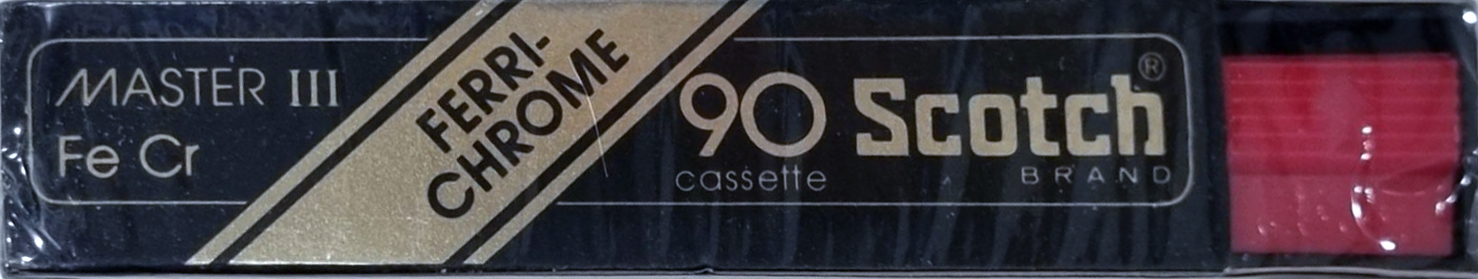 MASTER III
Fe Cr
FERRI-
CHROME
90
cassette
Scotch®
BRAND